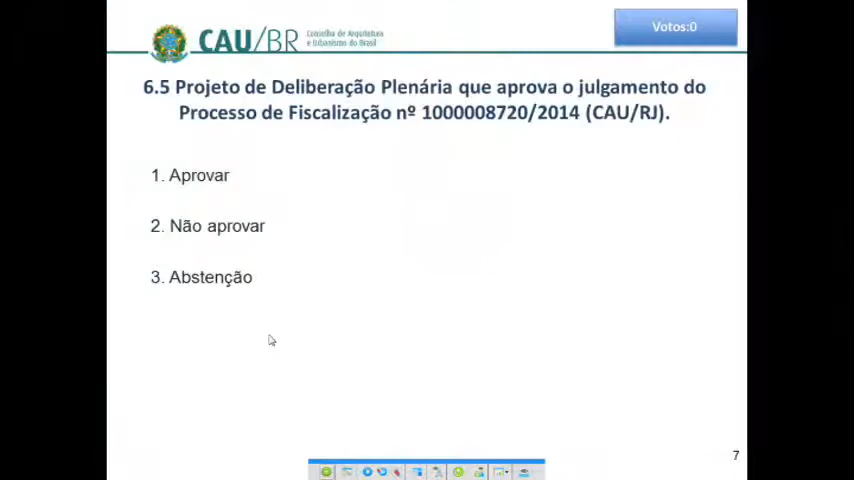 CAU/BR
Conselho de Arquitetura
e Urbanismo do Brasil
Votos:0
6.5 Projeto de Deliberação Plenária que aprova o julgamento do
Processo de Fiscalização nº 1000008720/2014 (CAU/RJ).
1. Aprovar
2. Não aprovar
3. Abstenção
7